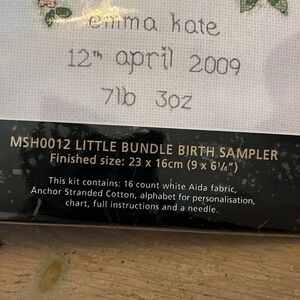 emma kate
12th april 2009
7lb 3oz
MSH0012 LITTLE BUNDLE BIRTH SAMPLER
Finished size: 23 x 16cm (9 x 6¼")
This kit contains: 16 count white Aida fabric,
Anchor Stranded Cotton, alphabet for personalisation,
chart, full instructions and a needle.